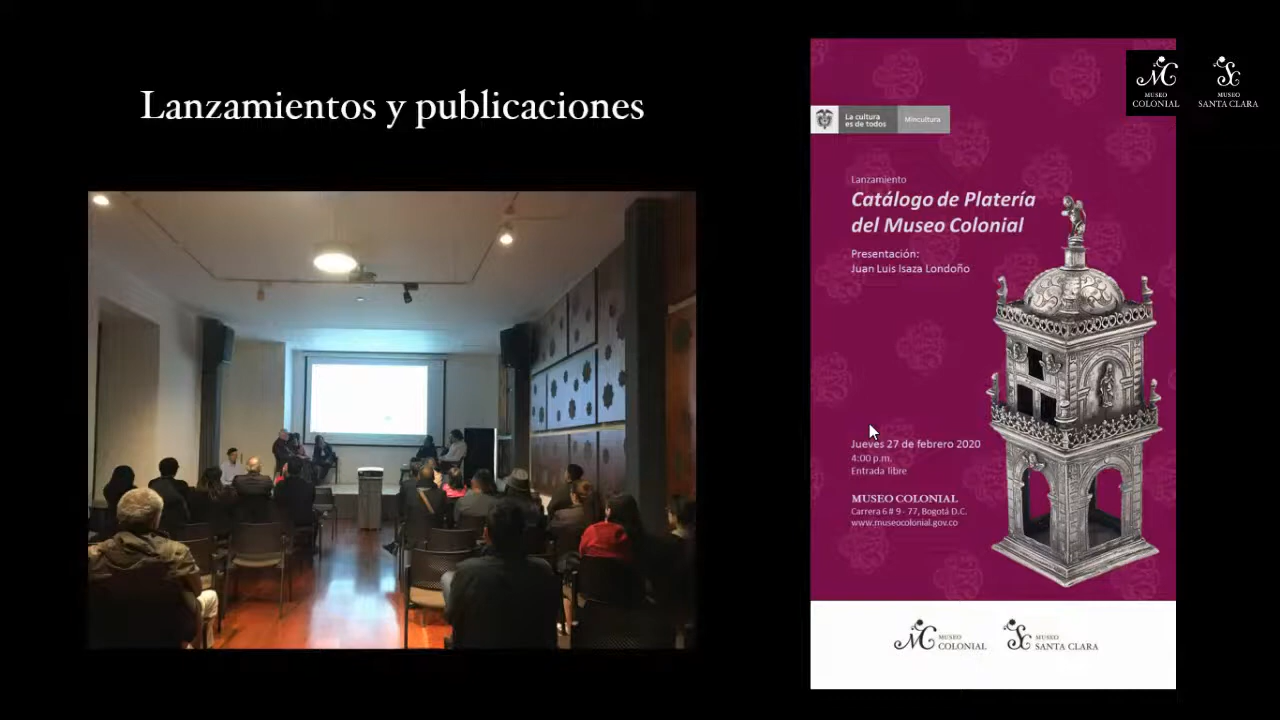 Lanzamientos y publicaciones
La cultura
es de todos
Mincultura
Lanzamiento
Catálogo de Platería
del Museo Colonial
Presentación:
Juan Luis Isaza Londoño
Jueves 27 de febrero 2020
4:00 p.m.
Entrada libre
MUSEO COLONIAL
Carrera 6 # 9 - 77, Bogotá D.C.
www.museocolonial.gov.co
MUSEO
COLONIAL
MUSEO
SANTA CLARA
MUSEO
COLONIAL
MUSEO
SANTA CLARA